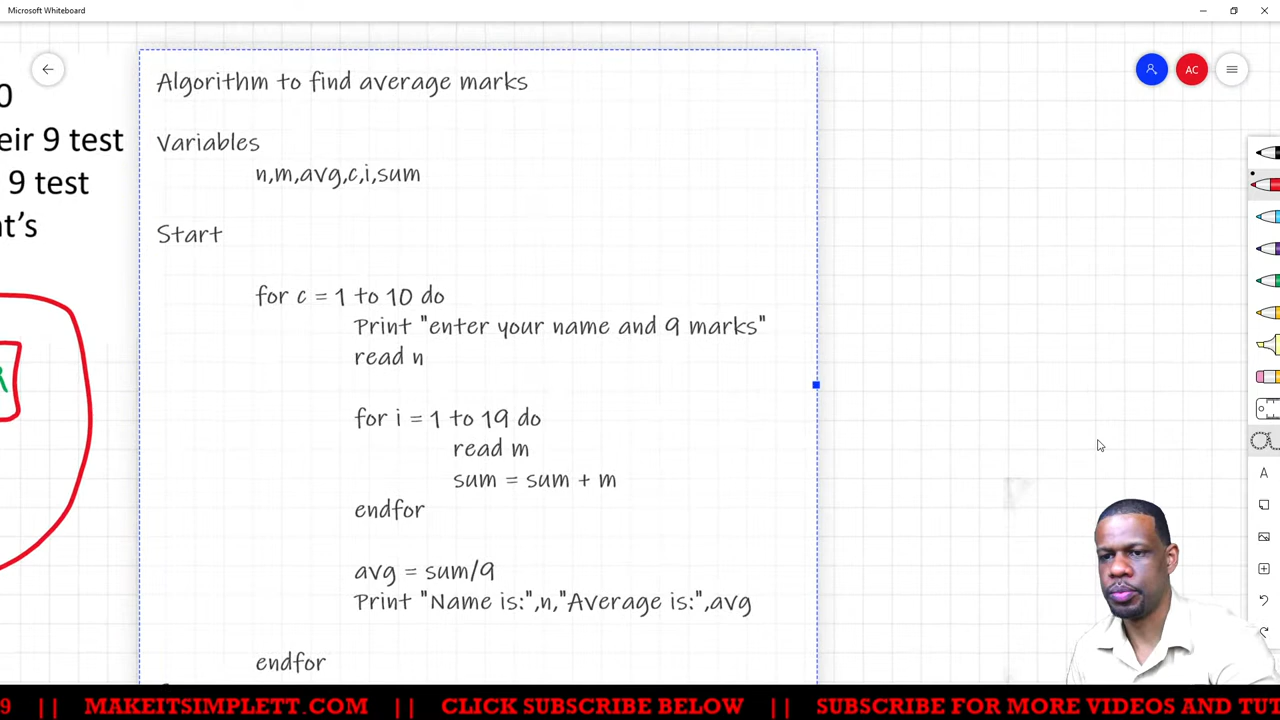 Microsoft Whiteboard
AC
0
eir 9 test
9 test
t's
Algorithm to find average marks
Variables
n,m,avg,c,i,sum
Start
for c = 1 to 10 do
Print "enter your name and 9 marks"
read n
for i = 1 to 19 do
read m
sum = sum + m
endfor
avg = sum/9
Print "Name is:",n,"Average is:",avg
endfor
A
9 || MAKEITSIMPLETT.COM || CLICK SUBSCRIBE BELOW || SUBSCRIBE FOR MORE VIDEOS AND TUT